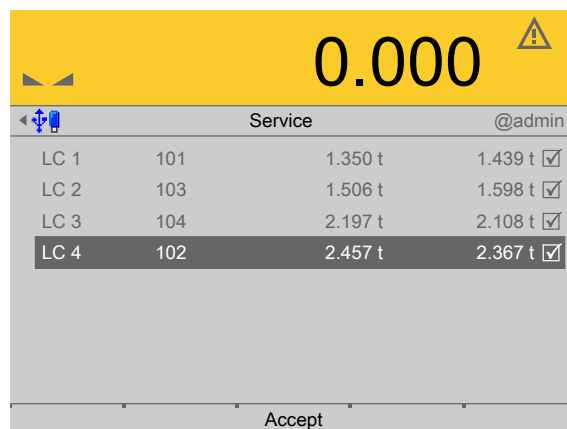 0.000
Service @admin
LC 1 101 1.350 t 1.439 t
LC 2 103 1.506 t 1.598 t
LC 3 104 2.197 t 2.108 t
LC 4 102 2.457 t 2.367 t
Accept